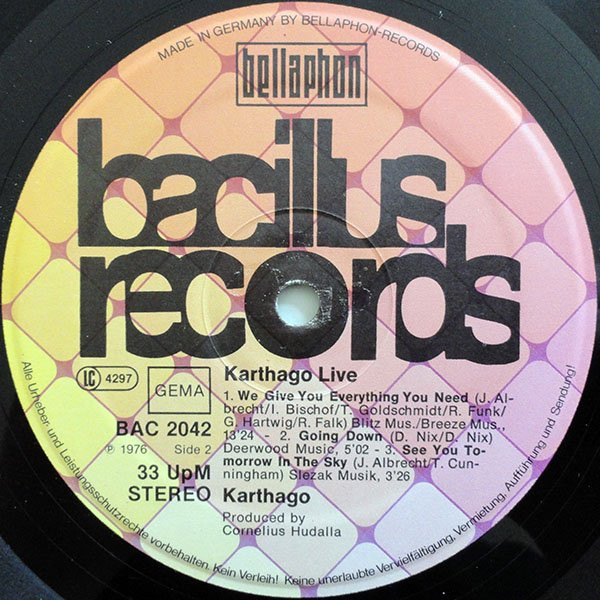 MADE IN GERMANY BY BELLAPHON-RECORDS
bellaphon
bacillus
records
LC 4297
GEMA
BAC 2042
℗ 1976 Side 2
33 UpM
STEREO
Karthago Live
1. We Give You Everything You Need (J. Al-
brecht/I. Bischof/T. Goldschmidt/R. Funk/
G. Hartwig/R. Falk) Blitz Mus./Breeze Mus.,
13'24 - 2. Going Down (D. Nix/D. Nix)
Deerwood Music, 5'02 - 3. See You To-
morrow In The Sky (J. Albrecht/T. Cun-
ningham) Slezak Musik, 3'26
Karthago
Produced by
Cornelius Hudalla
Alle Urheber- und Leistungsschutzrechte vorbehalten. Kein Verleih! Keine unerlaubte Vervielfältigung, Vermietung, Aufführung und Sendung!